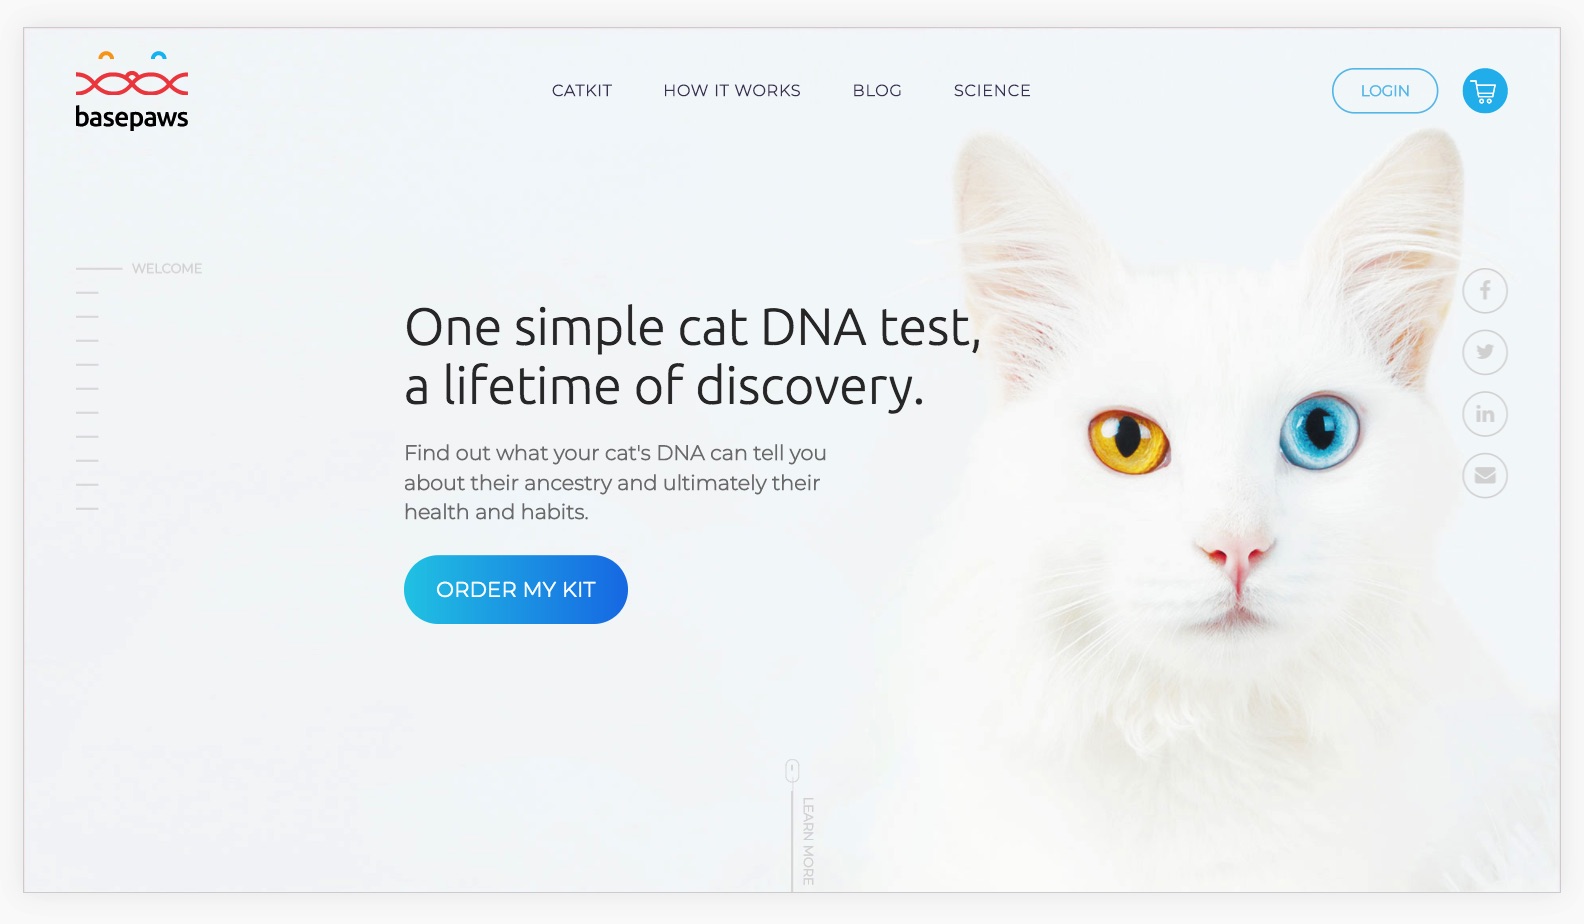 basepaws
CATKIT
HOW IT WORKS
BLOG
SCIENCE
LOGIN
WELCOME
One simple cat DNA test,
a lifetime of discovery.
Find out what your cat's DNA can tell you
about their ancestry and ultimately their
health and habits.
ORDER MY KIT
LEARN MORE